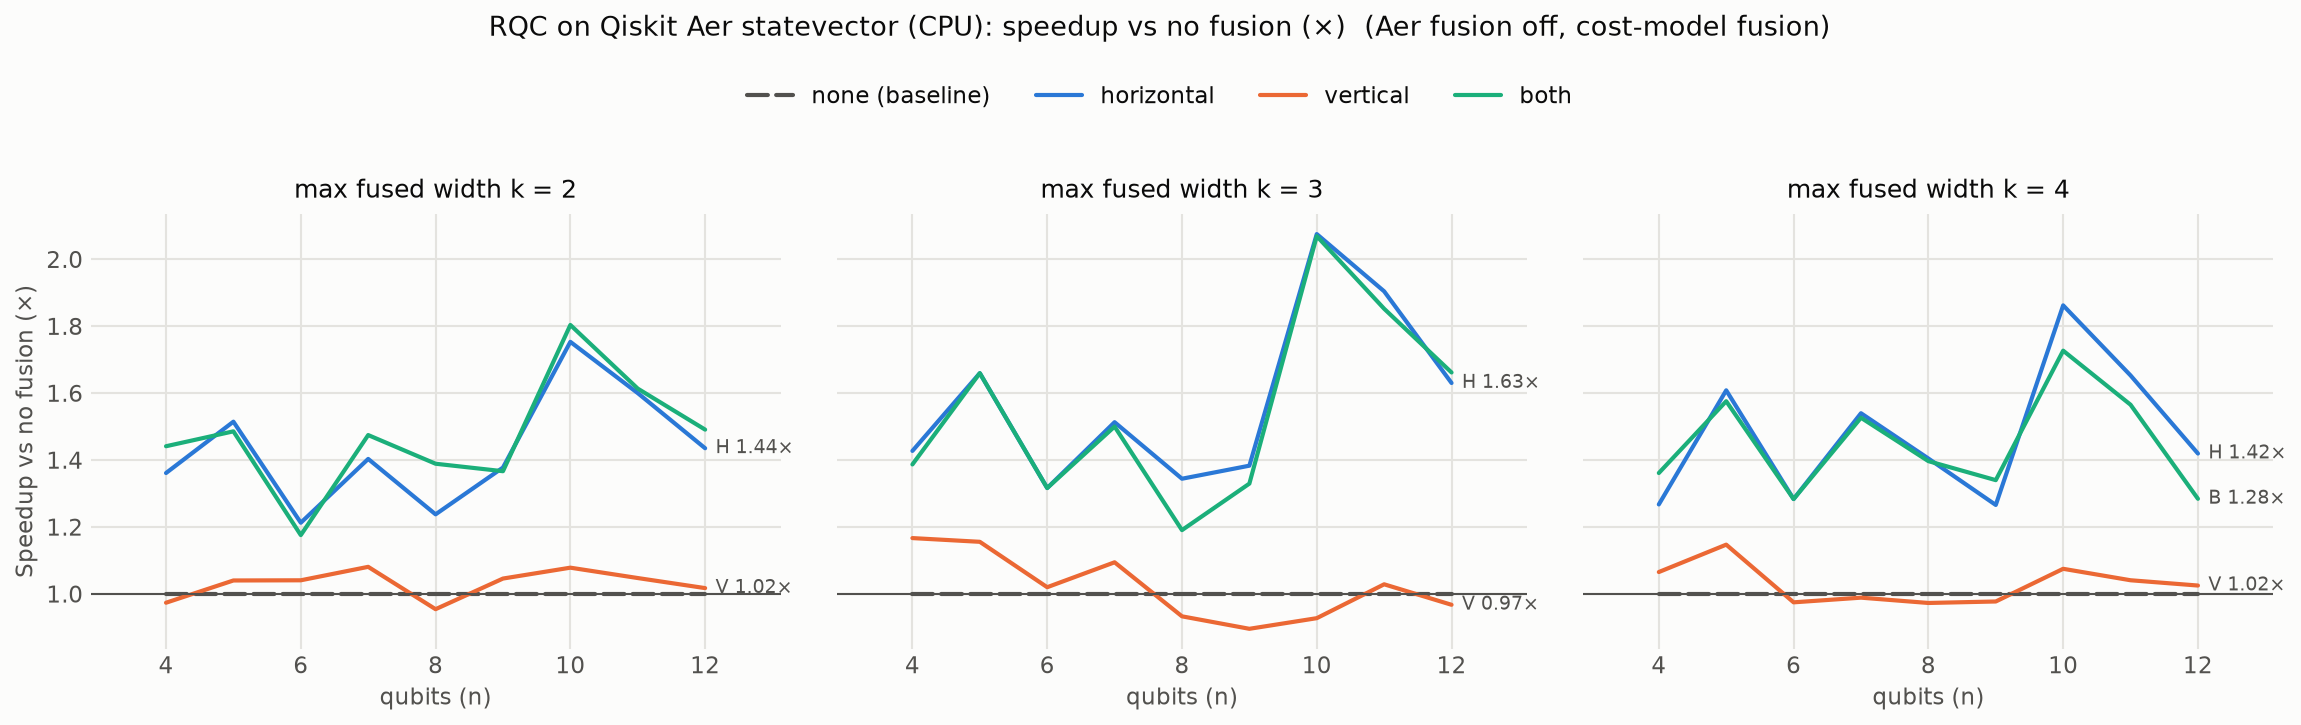 RQC on Qiskit Aer statevector (CPU): speedup vs no fusion (×)  (Aer fusion off, cost-model fusion)
none (baseline) horizontal vertical both
max fused width k = 2
max fused width k = 3
max fused width k = 4
Speedup vs no fusion (×)
2.0
1.8
1.6
1.4
1.2
1.0
H 1.44×
V 1.02×
H 1.63×
V 0.97×
H 1.42×
B 1.28×
V 1.02×
4 6 8 10 12
4 6 8 10 12
4 6 8 10 12
qubits (n)
qubits (n)
qubits (n)